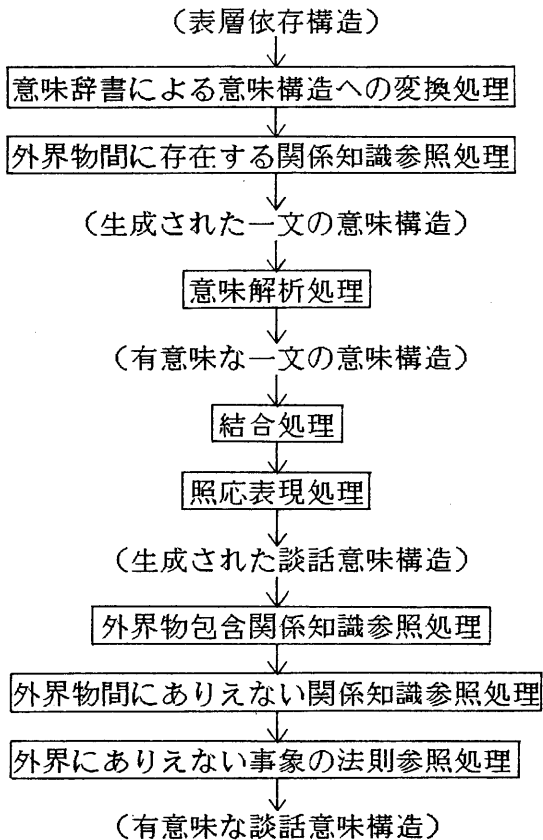 （表層依存構造）
意味辞書による意味構造への変換処理
外界物間に存在する関係知識参照処理
（生成された一文の意味構造）
意味解析処理
（有意味な一文の意味構造）
結合処理
照応表現処理
（生成された談話意味構造）
外界物包含関係知識参照処理
外界物間にありえない関係知識参照処理
外界にありえない事象の法則参照処理
（有意味な談話意味構造）